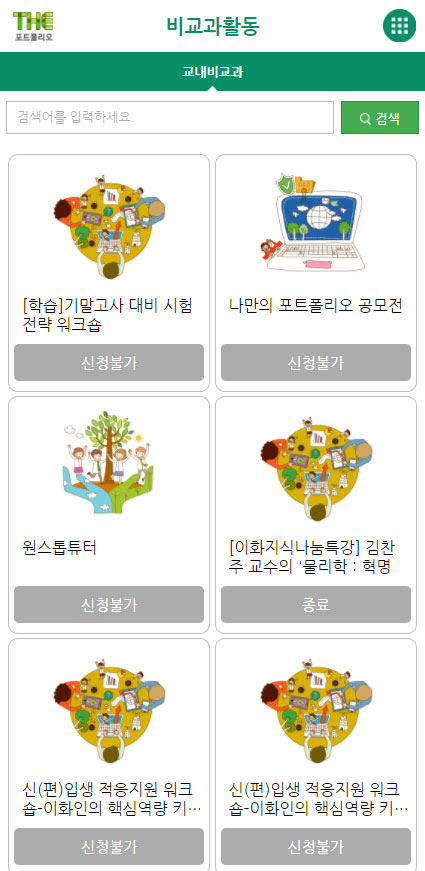 THE
포트폴리오
비교과활동
교내비교과
검색어를 입력하세요.
검색
[학습]기말고사 대비 시험
전략 워크숍
신청불가
나만의 포트폴리오 공모전
신청불가
원스톱튜터
신청불가
[이화지식나눔특강] 김찬
주 교수의 '물리학 : 혁명
종료
신(편)입생 적응지원 워크
숍-이화인의 핵심역량 키...
신청불가
신(편)입생 적응지원 워크
숍-이화인의 핵심역량 키...
신청불가